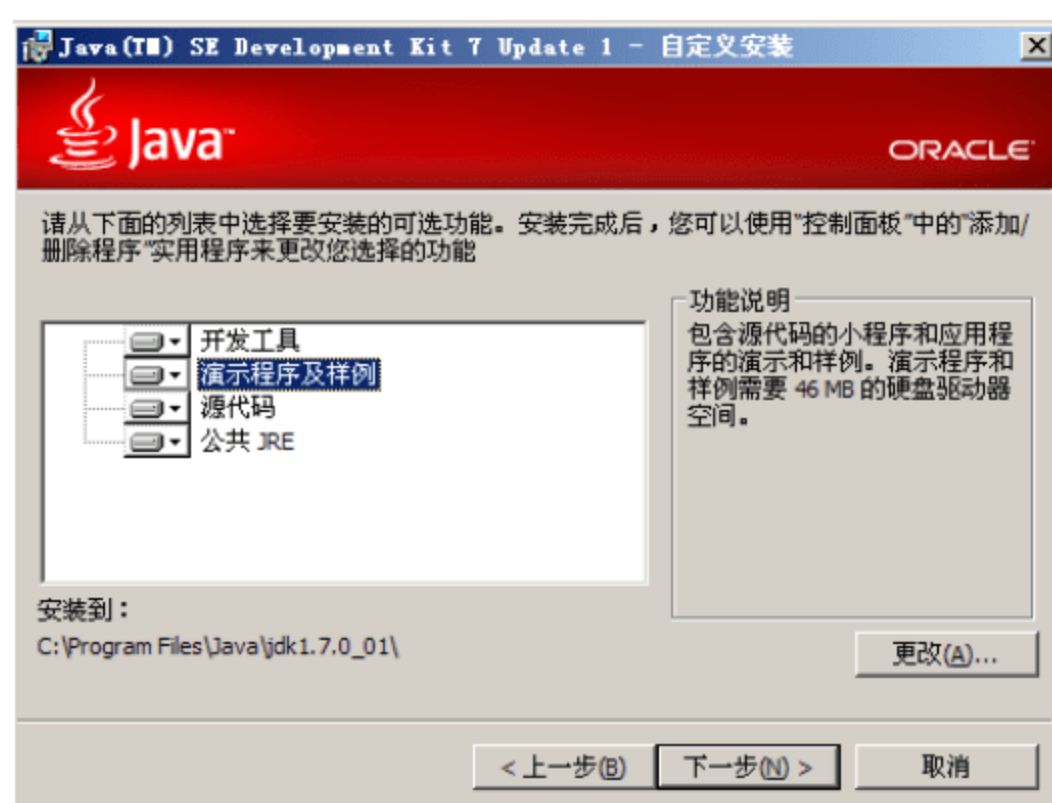 Java(TM) SE Development Kit 7 Update 1 - 自定义安装
Java™
ORACLE
请从下面的列表中选择要安装的可选功能。安装完成后，您可以使用"控制面板"中的"添加/
删除程序"实用程序来更改您选择的功能
开发工具
演示程序及样例
源代码
公共 JRE
功能说明
包含源代码的小程序和应用程
序的演示和样例。演示程序和
样例需要 46 MB 的硬盘驱动器
空间。
安装到：
C:\Program Files\Java\jdk1.7.0_01\
更改(A)...
< 上一步(B)
下一步(N) >
取消